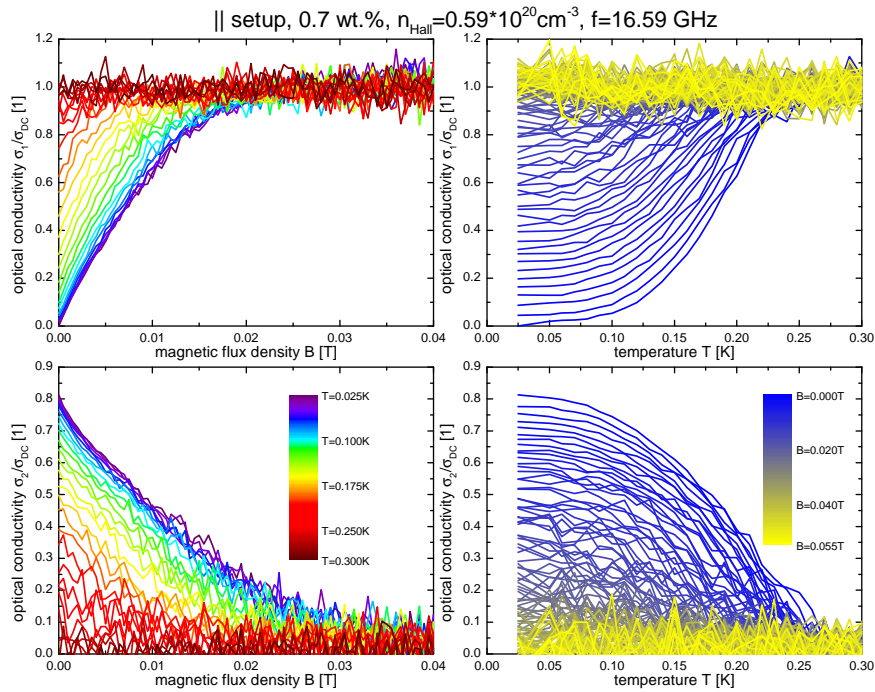 || setup, 0.7 wt.%, n_Hall=0.59*10^20cm^-3, f=16.59 GHz
optical conductivity σ₁/σ_DC [1]
1.2
1.0
0.8
0.6
0.4
0.2
0.0
0.00 0.01 0.02 0.03 0.04
magnetic flux density B [T]
optical conductivity σ₁/σ_DC [1]
1.2
1.0
0.8
0.6
0.4
0.2
0.0
0.00 0.05 0.10 0.15 0.20 0.25 0.30
temperature T [K]
optical conductivity σ₂/σ_DC [1]
0.9
0.8
0.7
0.6
0.5
0.4
0.3
0.2
0.1
0.0
T=0.025K
T=0.100K
T=0.175K
T=0.250K
T=0.300K
0.00 0.01 0.02 0.03 0.04
magnetic flux density B [T]
optical conductivity σ₂/σ_DC [1]
0.9
0.8
0.7
0.6
0.5
0.4
0.3
0.2
0.1
0.0
B=0.000T
B=0.020T
B=0.040T
B=0.055T
0.00 0.05 0.10 0.15 0.20 0.25 0.30
temperature T [K]